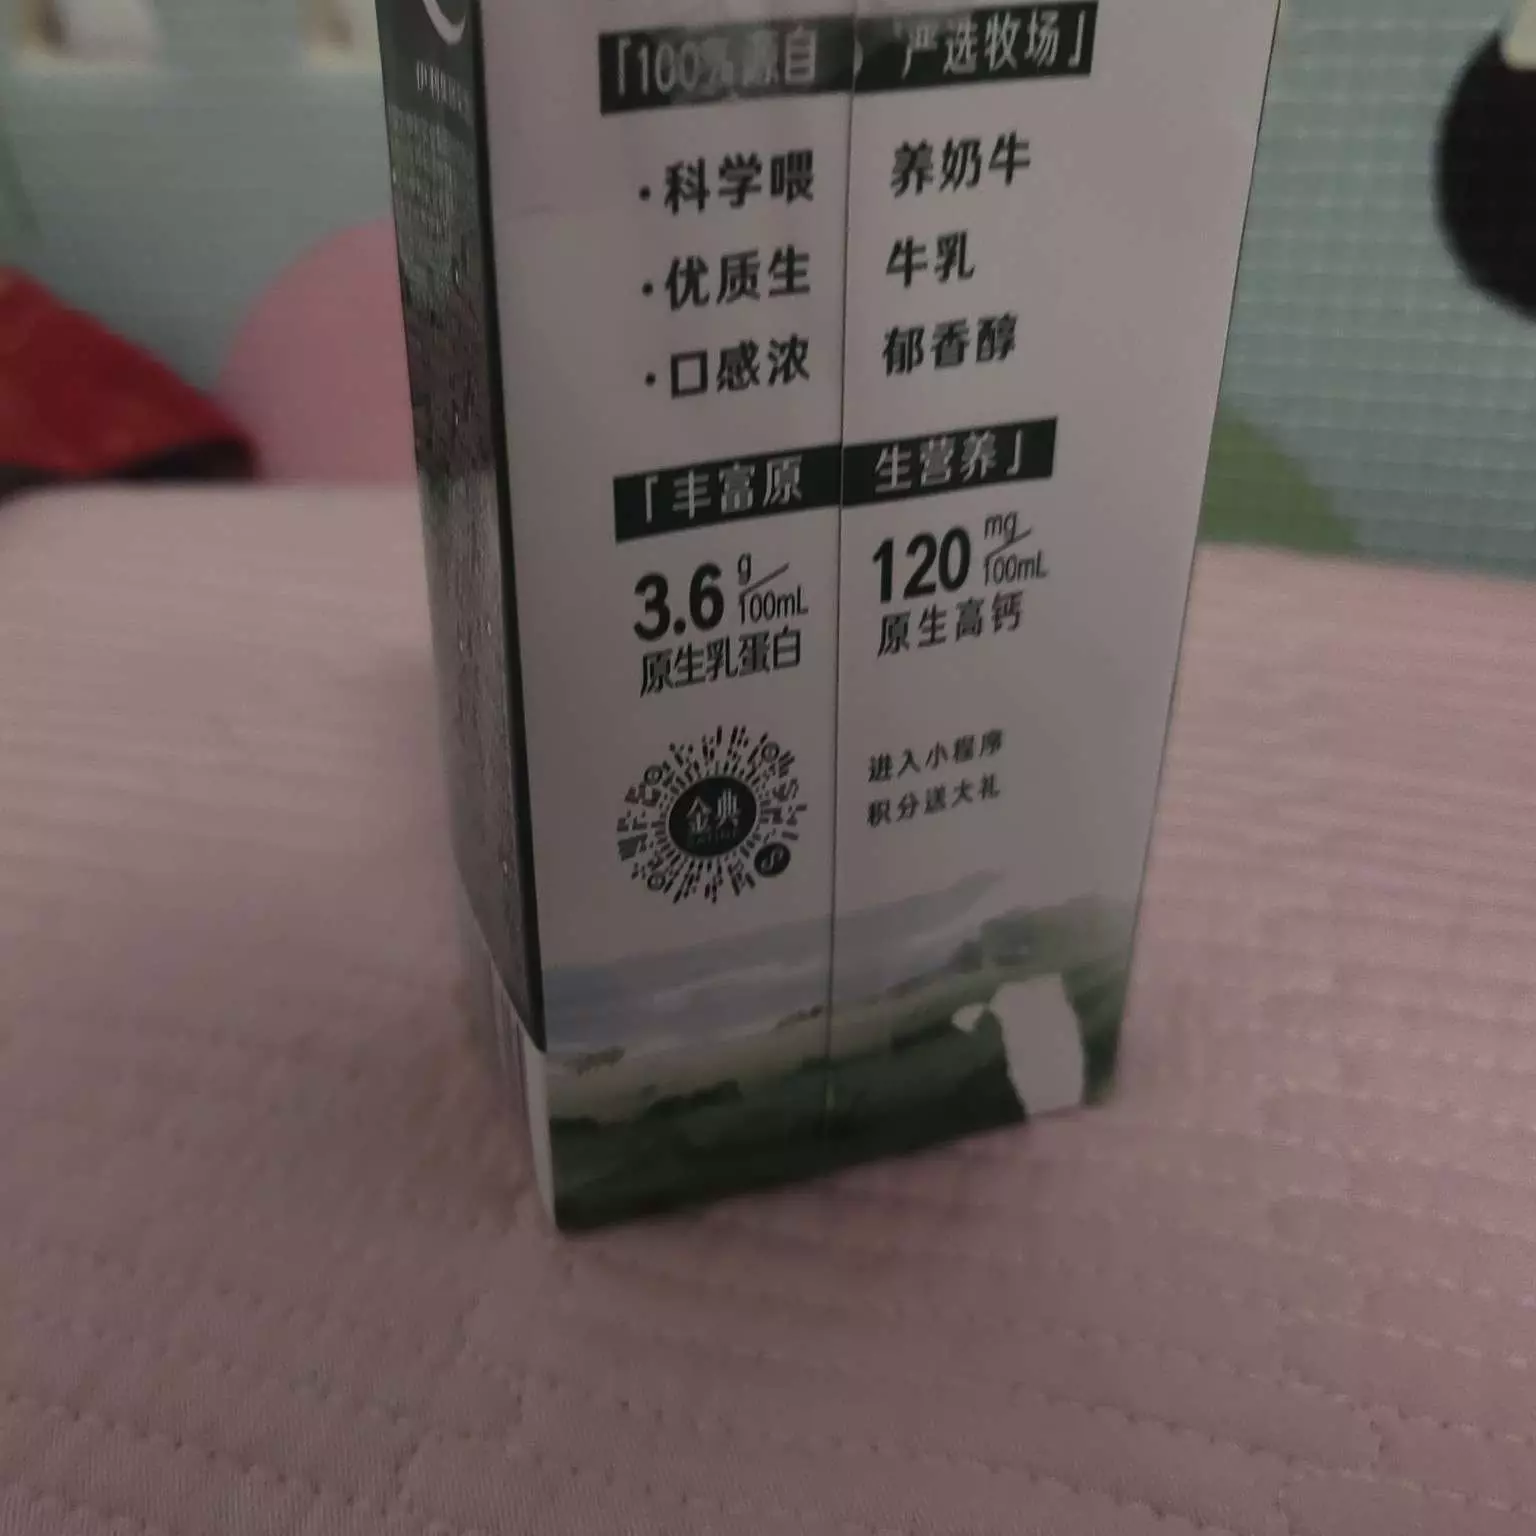 「100%源自 严选牧场」
·科学喂 养奶牛
·优质生 牛乳
·口感浓 郁香醇
「丰富原 生营养」
3.6 g/100mL 120 mg/100mL
原生乳蛋白 原生高钙
进入小程序
金典
积分送大礼